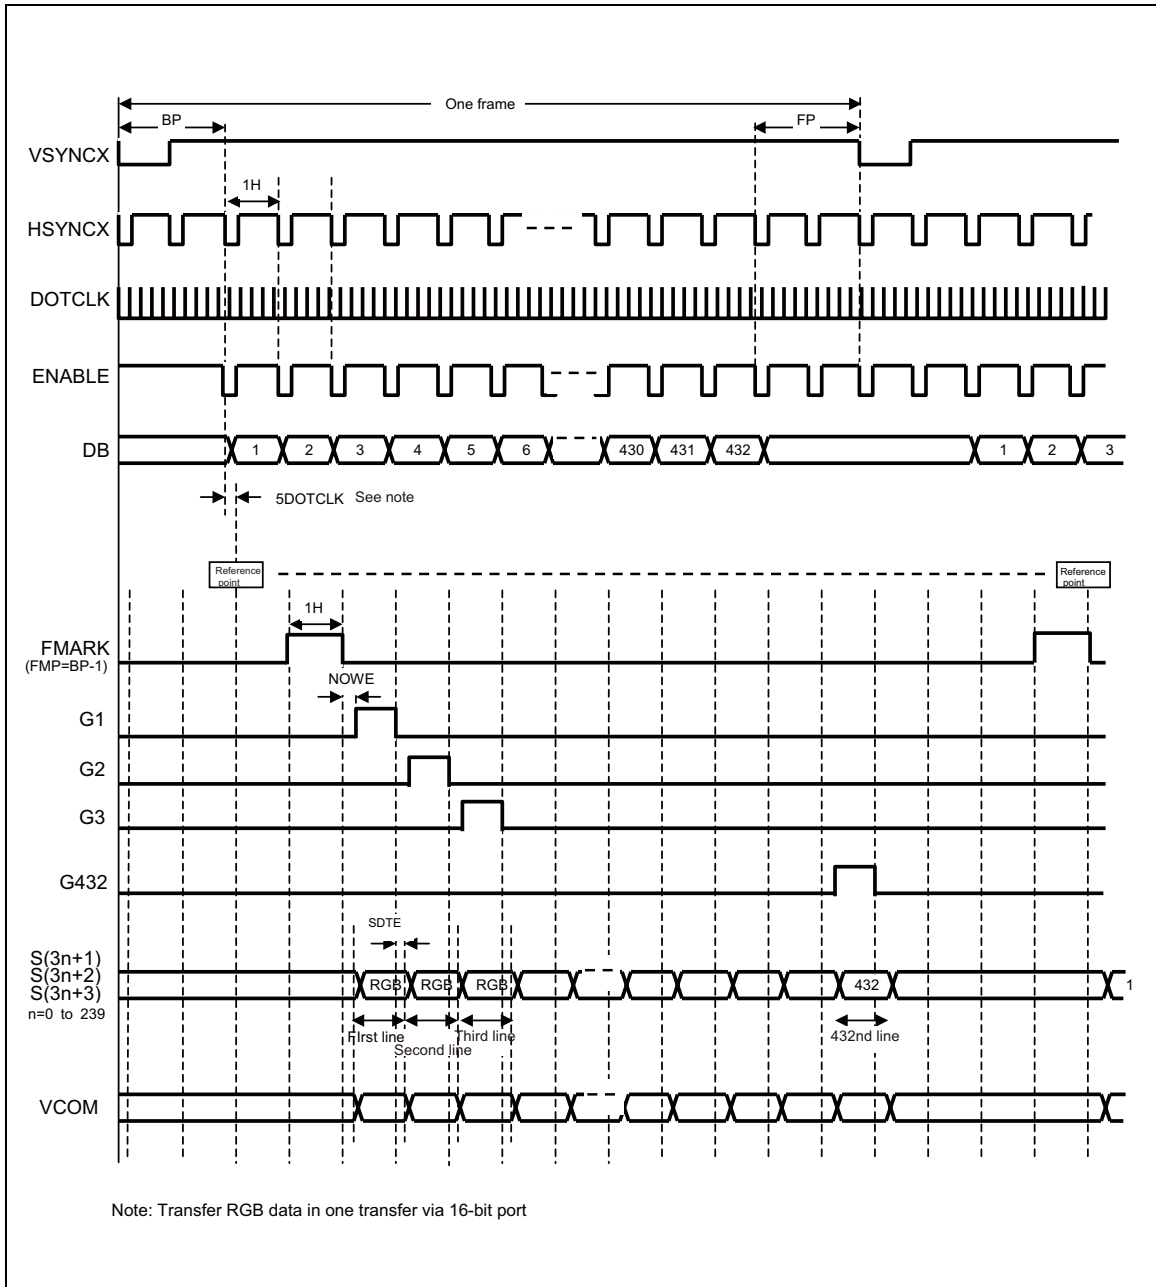 One frame
BP
FP
VSYNCX
1H
HSYNCX
DOTCLK
ENABLE
DB
1 2 3 4 5 6 430 431 432 1 2 3
5DOTCLK See note
Reference
point
Reference
point
1H
FMARK
(FMP=BP-1)
NOWE
G1
G2
G3
G432
SDTE
S(3n+1)
S(3n+2)
S(3n+3)
n=0 to 239
RGB RGB RGB 432 1
FIrst line
Second line
Third line
432nd line
VCOM
Note: Transfer RGB data in one transfer via 16-bit port